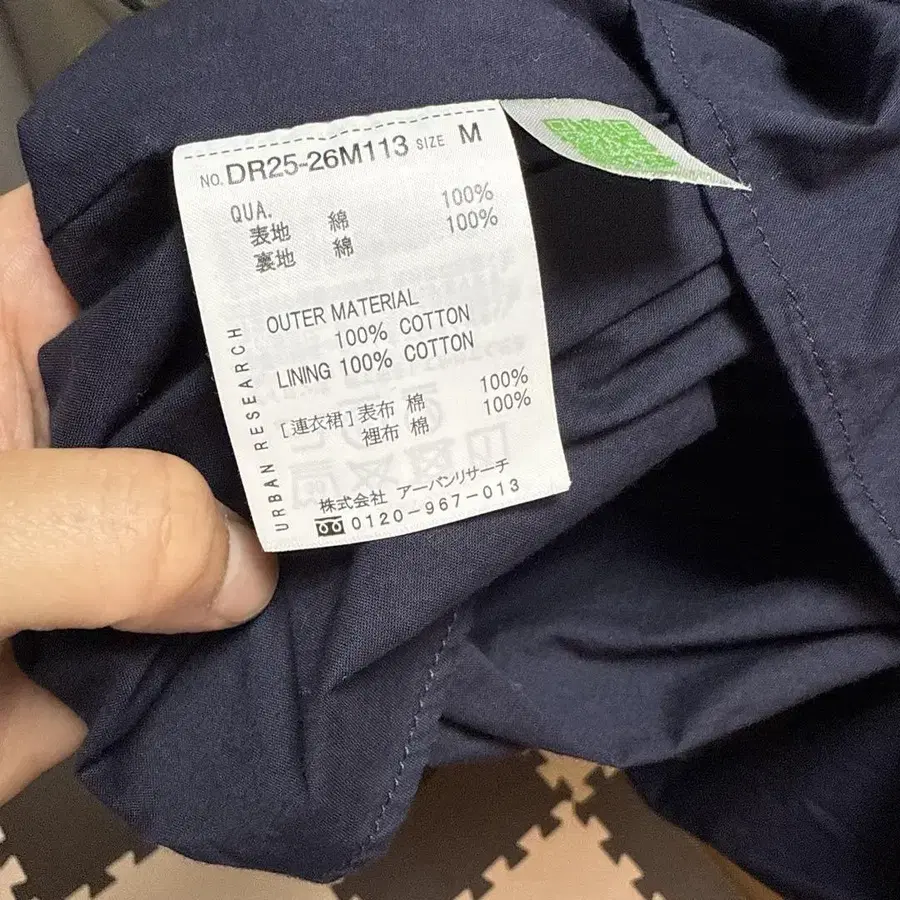 NO. DR25-26M113 SIZE M
QUA.
表地 綿 100%
裏地 綿 100%
OUTER MATERIAL
100% COTTON
LINING 100% COTTON
[連衣裙] 表布 棉 100%
裡布 棉 100%
URBAN RESEARCH
株式会社 アーバンリサーチ
0120-967-013